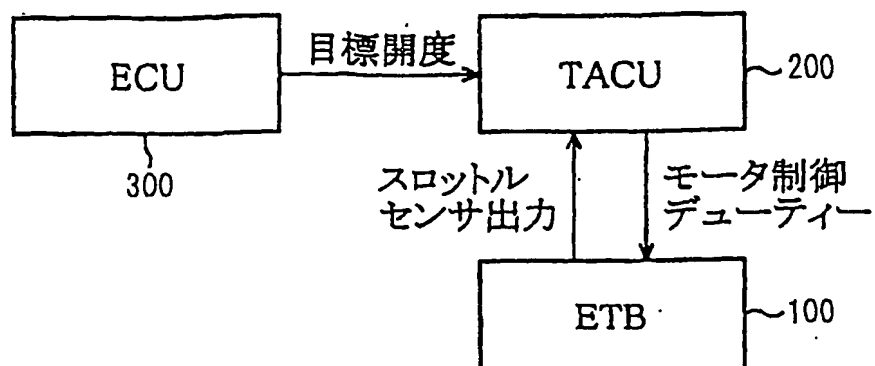 目標開度
ECU
TACU
200
300
スロットル
センサ出力
モータ制御
デューティー
ETB
100